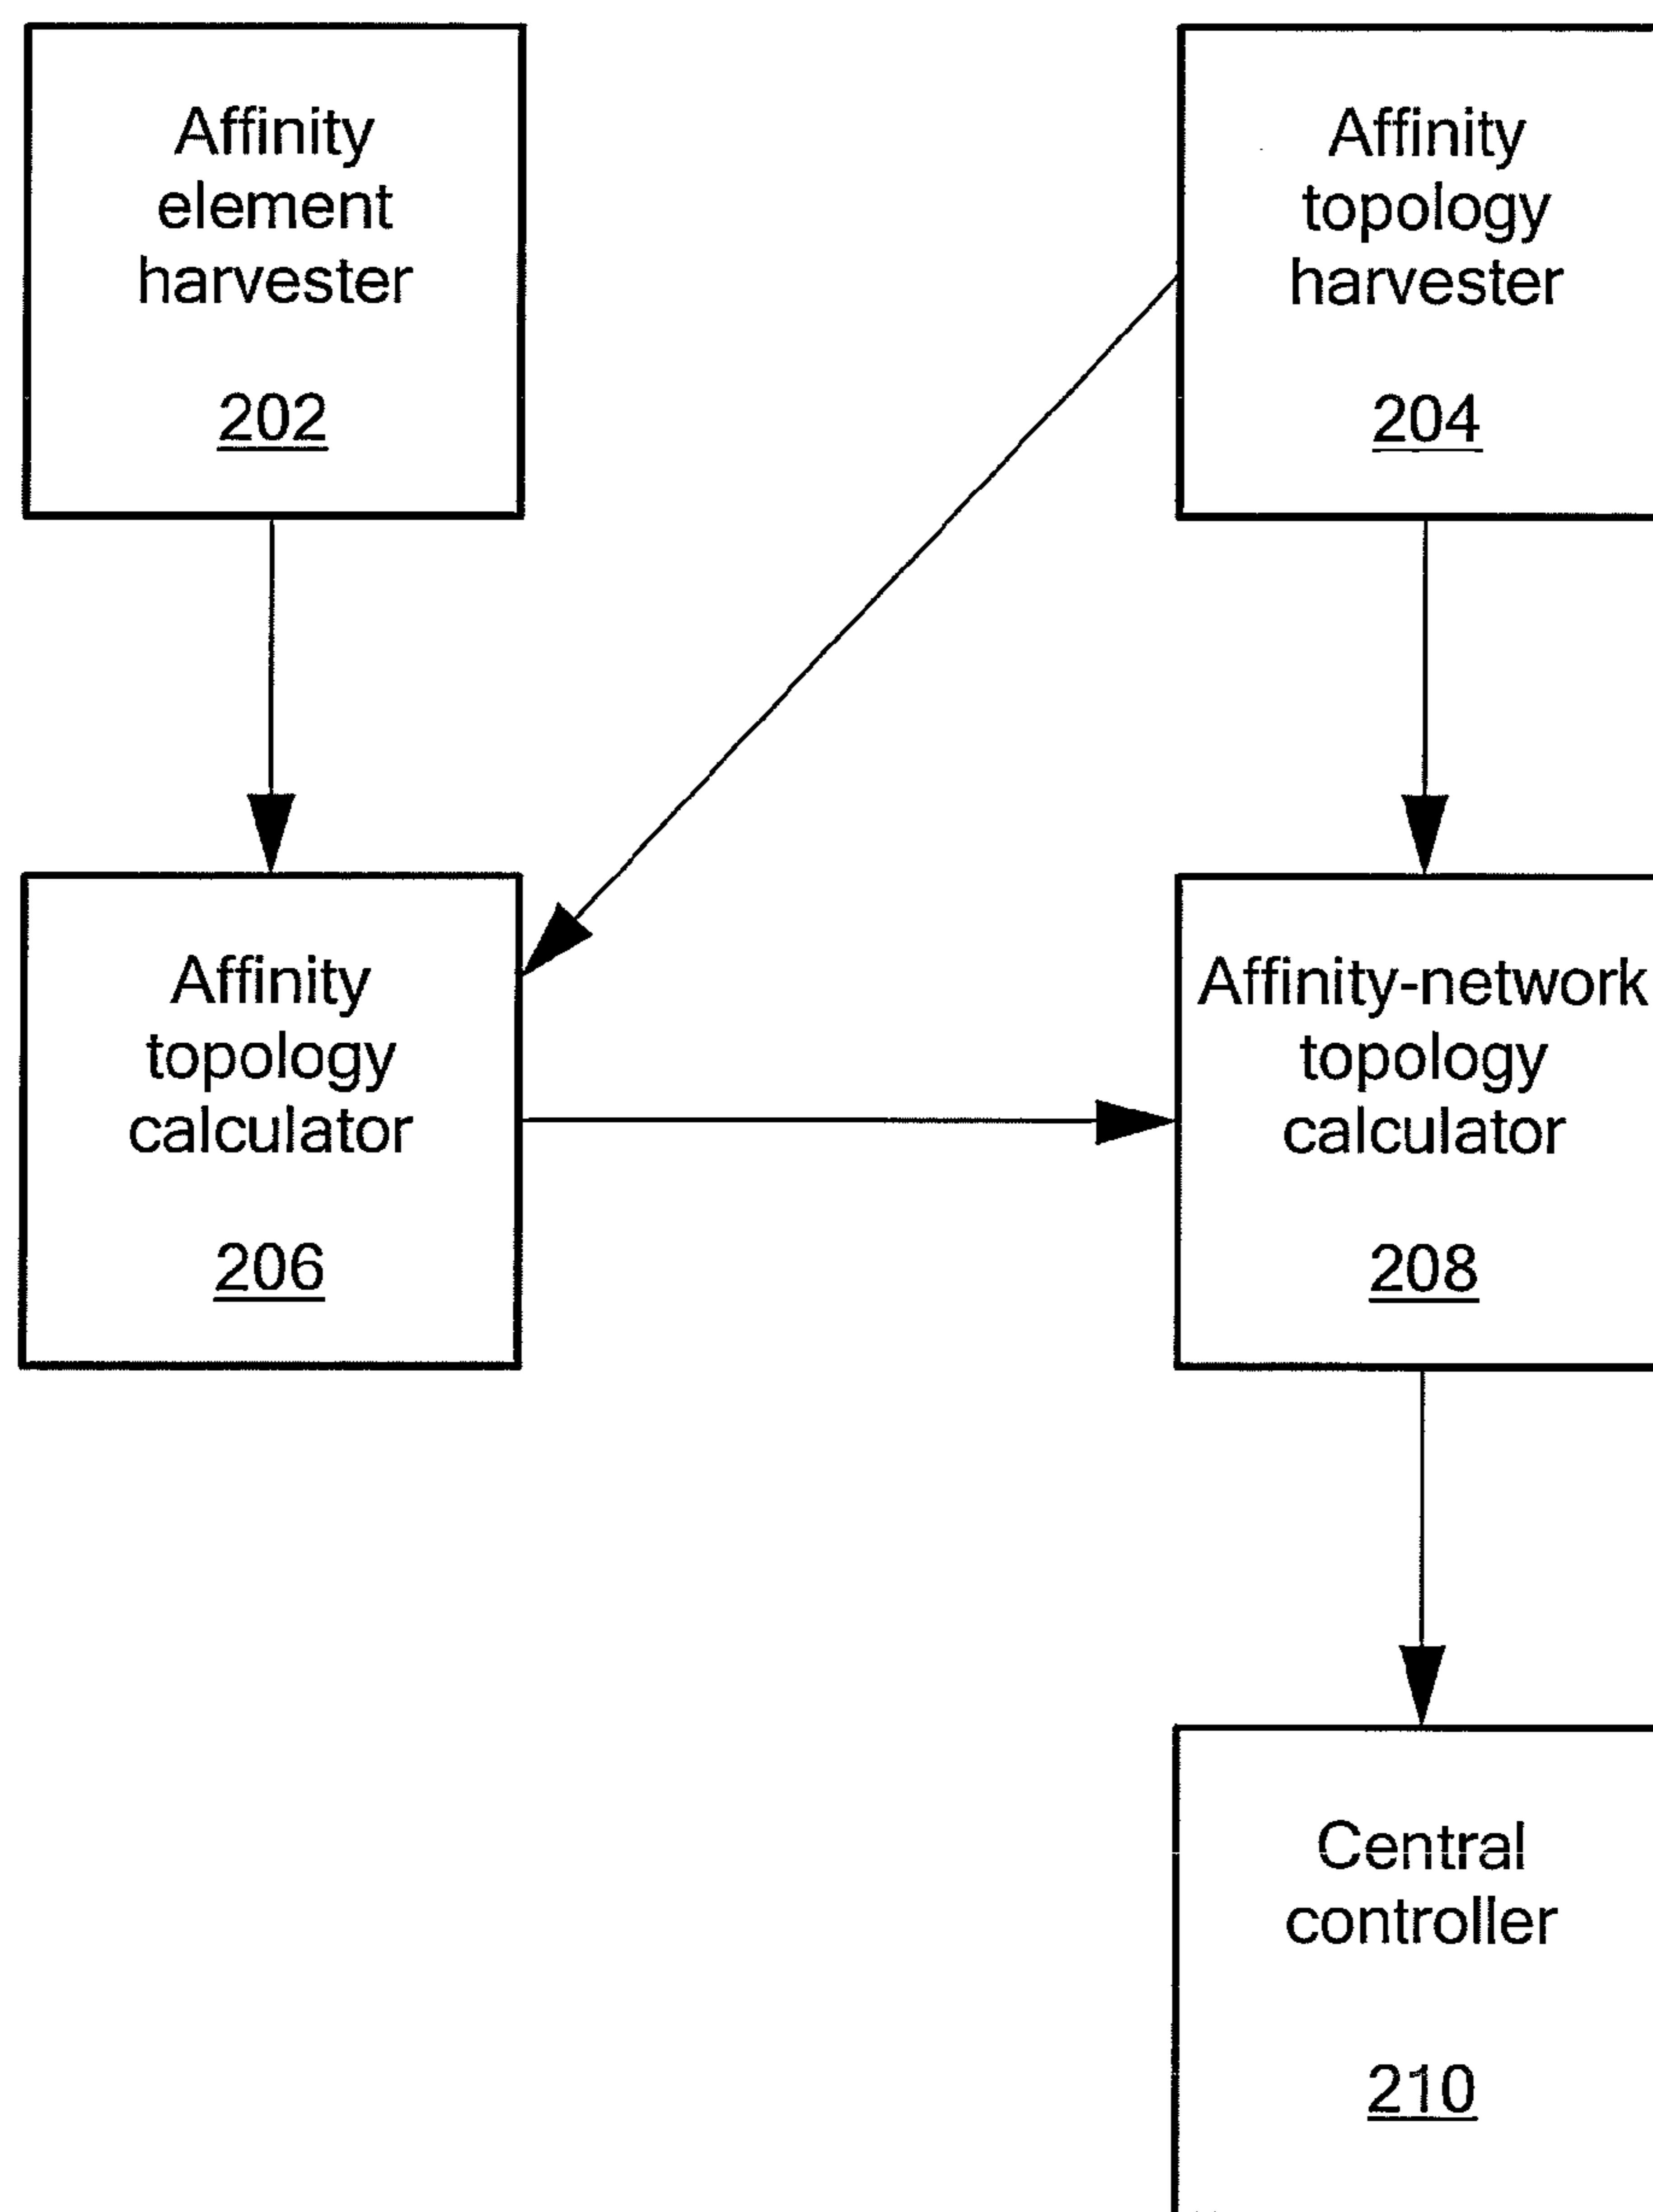 Affinity
element
harvester
202
Affinity
topology
harvester
204
Affinity
topology
calculator
206
Affinity-network
topology
calculator
208
Central
controller
210